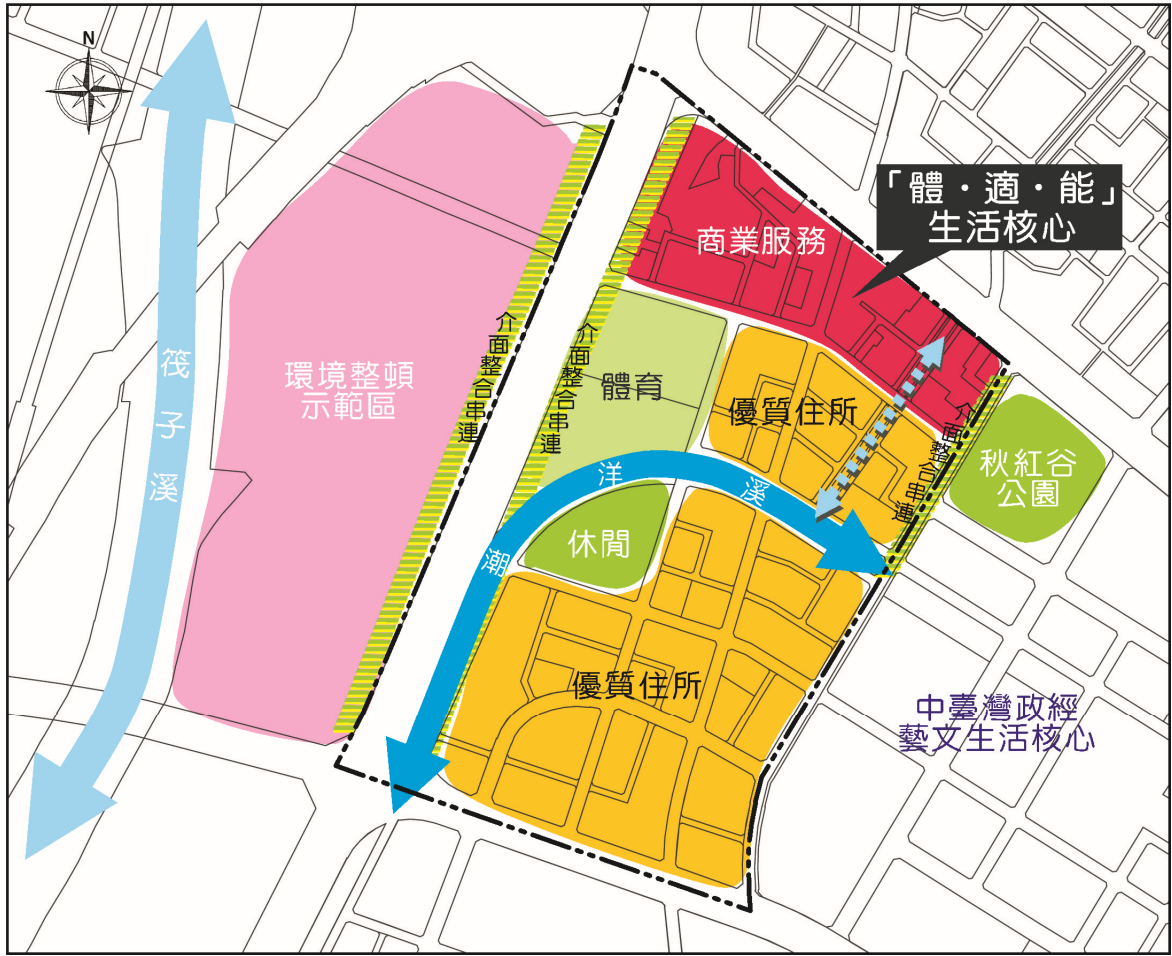 N
「體・適・能」
生活核心
商業服務
筏子溪
環境整頓
示範區
介面整合串連
介面整合串連
體育
優質住所
介面整合串連
秋紅谷
公園
潮洋溪
休閒
優質住所
中臺灣政經
藝文生活核心